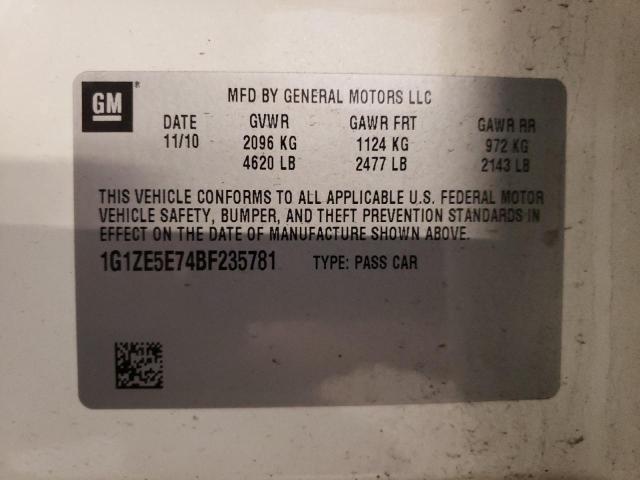 GM® MFD BY GENERAL MOTORS LLC
DATE GVWR GAWR FRT GAWR RR
11/10 2096 KG 1124 KG 972 KG
4620 LB 2477 LB 2143 LB
THIS VEHICLE CONFORMS TO ALL APPLICABLE U.S. FEDERAL MOTOR
VEHICLE SAFETY, BUMPER, AND THEFT PREVENTION STANDARDS IN
EFFECT ON THE DATE OF MANUFACTURE SHOWN ABOVE.
1G1ZE5E74BF235781 TYPE: PASS CAR